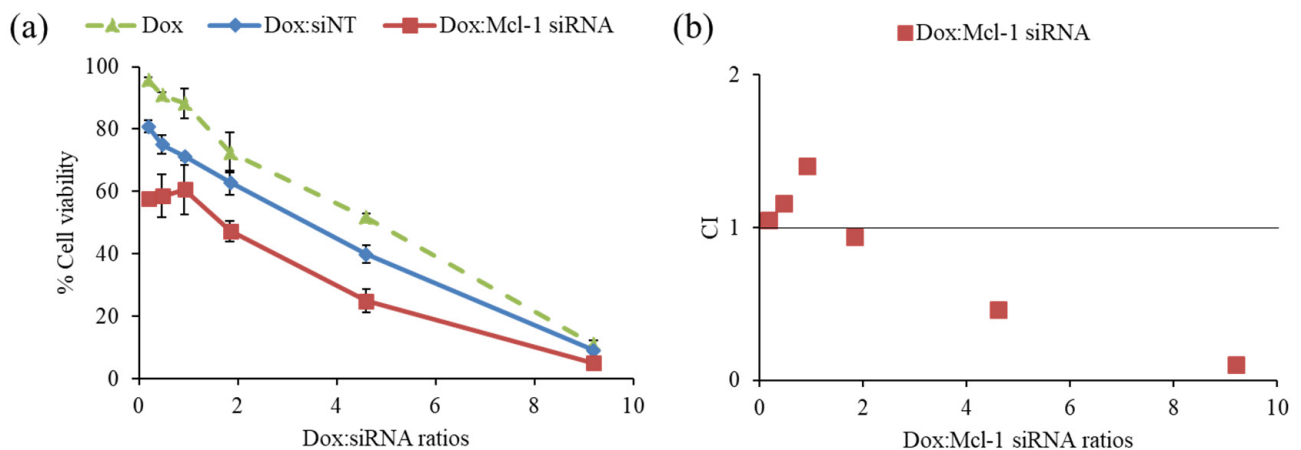 (a)
Dox
Dox:siNT
Dox:Mcl-1 siRNA
100
80
60
40
20
0
% Cell viability
0 2 4 6 8 10
Dox:siRNA ratios
(b)
Dox:Mcl-1 siRNA
2
1
0
CI
0 2 4 6 8 10
Dox:Mcl-1 siRNA ratios